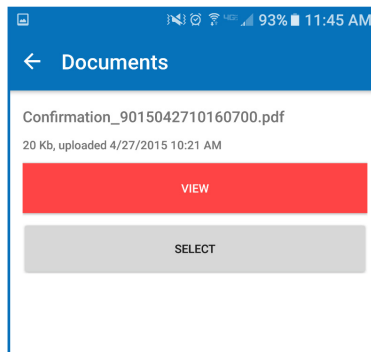 93% 11:45 AM
Documents
Confirmation_9015042710160700.pdf
20 Kb, uploaded 4/27/2015 10:21 AM
VIEW
SELECT